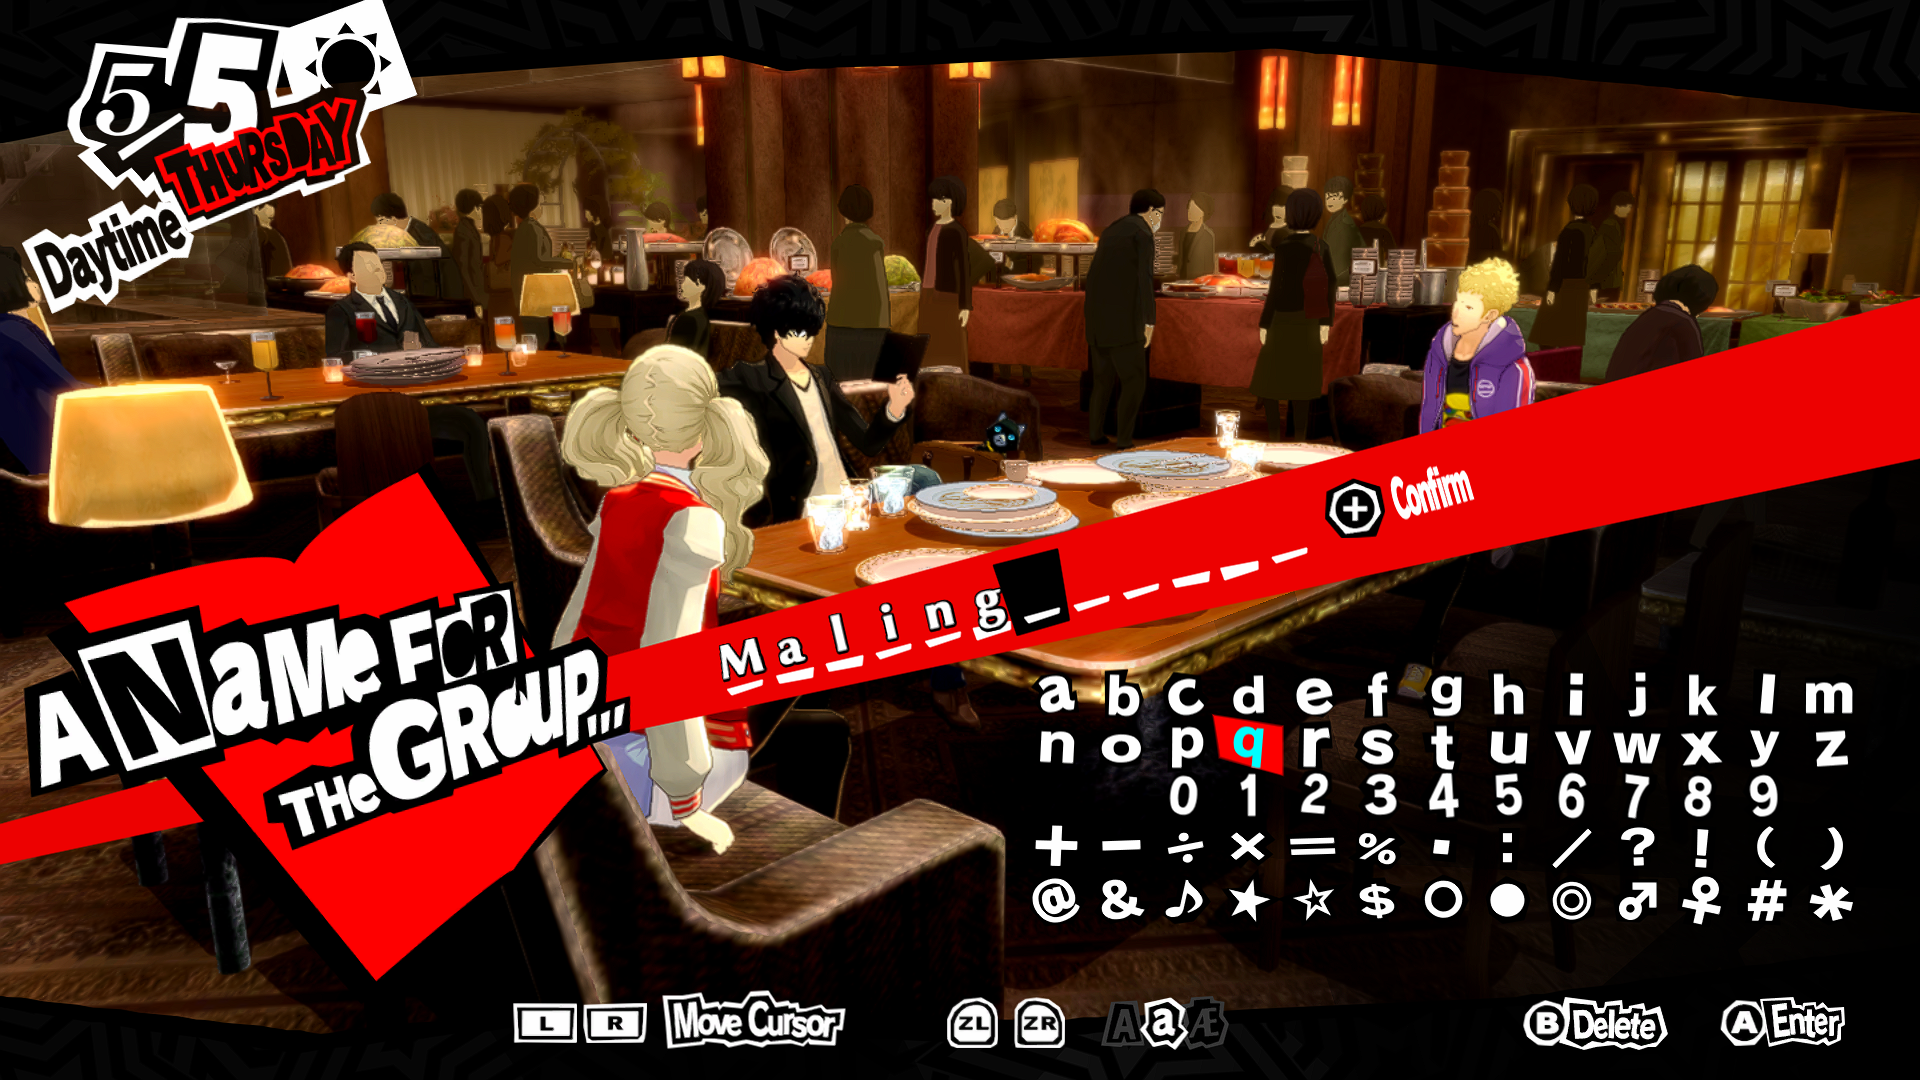 5/5
THURSDAY
Daytime
A NaMe FoR
THe GRoup...
Maling
+ Confirm
a b c d e f g h i j k l m
n o p q r s t u v w x y z
0 1 2 3 4 5 6 7 8 9
+ − ÷ × = % · : / ? ! ( )
@ & ♪ ★ ☆ $ ○ ● ◎ ♂ ♀ # *
L R Move Cursor ZL ZR A a Æ B Delete A Enter